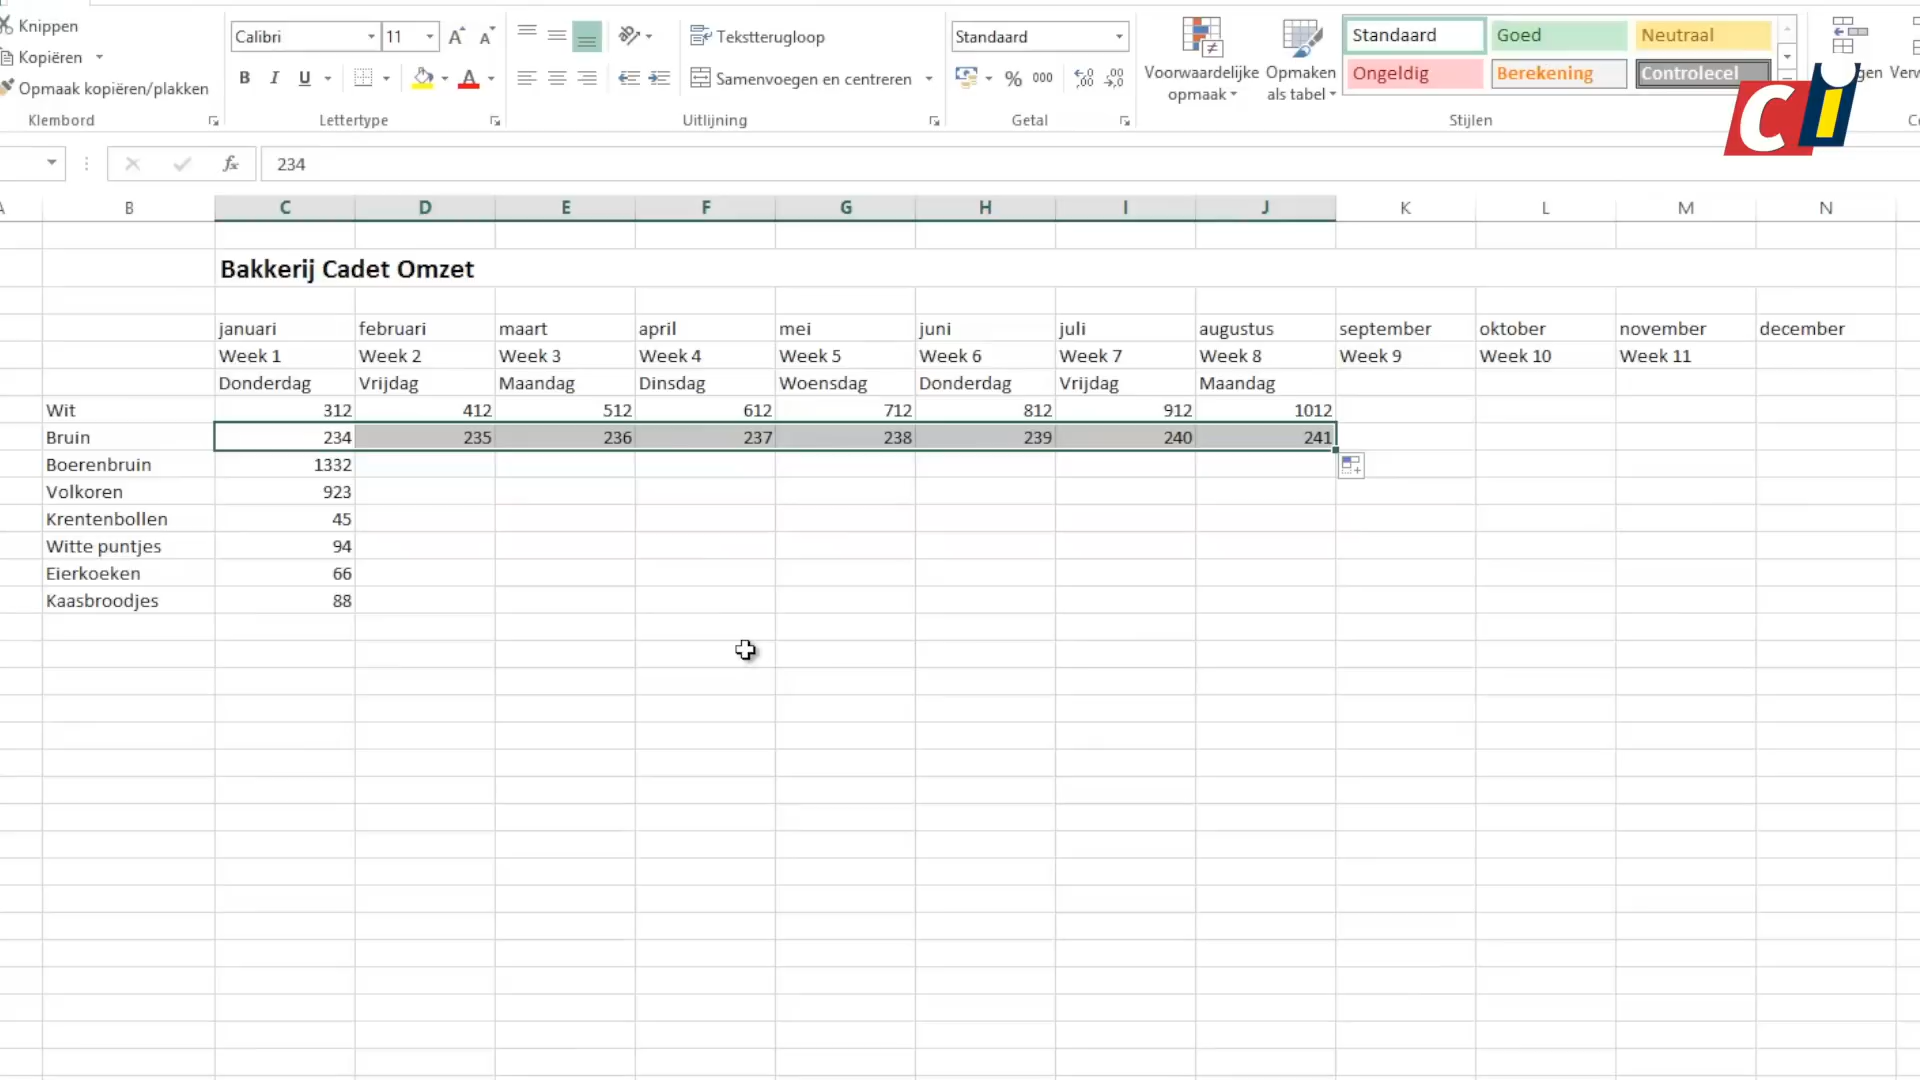 Knippen
Kopiëren
Opmaak kopiëren/plakken
Klembord
Calibri 11 A A
B I U A
Lettertype
Tekstterugloop
Samenvoegen en centreren
Uitlijning
Standaard
% 000 ,00 ,00
Getal
Voorwaardelijke opmaak
Opmaken als tabel
Standaard Goed Neutraal
Ongeldig Berekening Controlecel
Stijlen
Ci
fx 234
A B C D E F G H I J K L M N
Bakkerij Cadet Omzet
januari februari maart april mei juni juli augustus september oktober november december
Week 1 Week 2 Week 3 Week 4 Week 5 Week 6 Week 7 Week 8 Week 9 Week 10 Week 11
Donderdag Vrijdag Maandag Dinsdag Woensdag Donderdag Vrijdag Maandag
Wit 312 412 512 612 712 812 912 1012
Bruin 234 235 236 237 238 239 240 241
Boerenbruin 1332
Volkoren 923
Krentenbollen 45
Witte puntjes 94
Eierkoeken 66
Kaasbroodjes 88